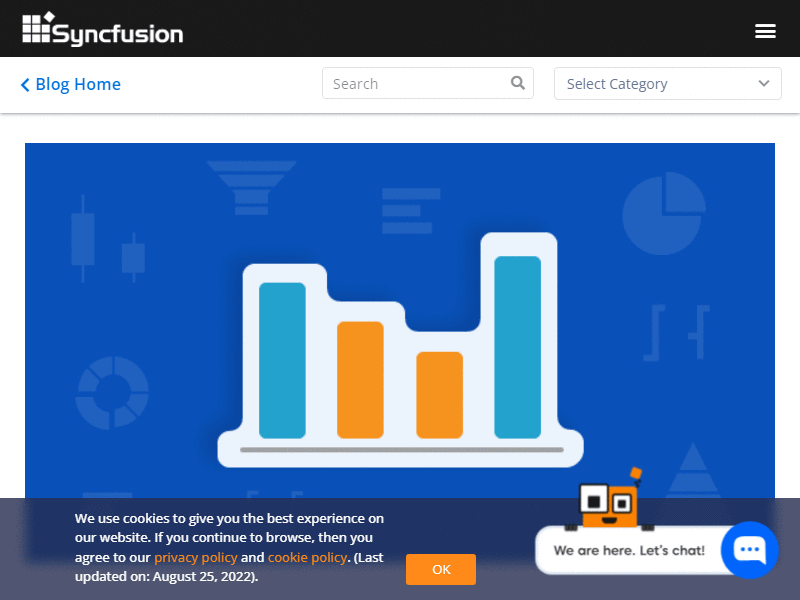 Syncfusion
Blog Home
Search
Select Category
We use cookies to give you the best experience on
our website. If you continue to browse, then you
agree to our privacy policy and cookie policy. (Last
updated on: August 25, 2022).
OK
We are here. Let's chat!